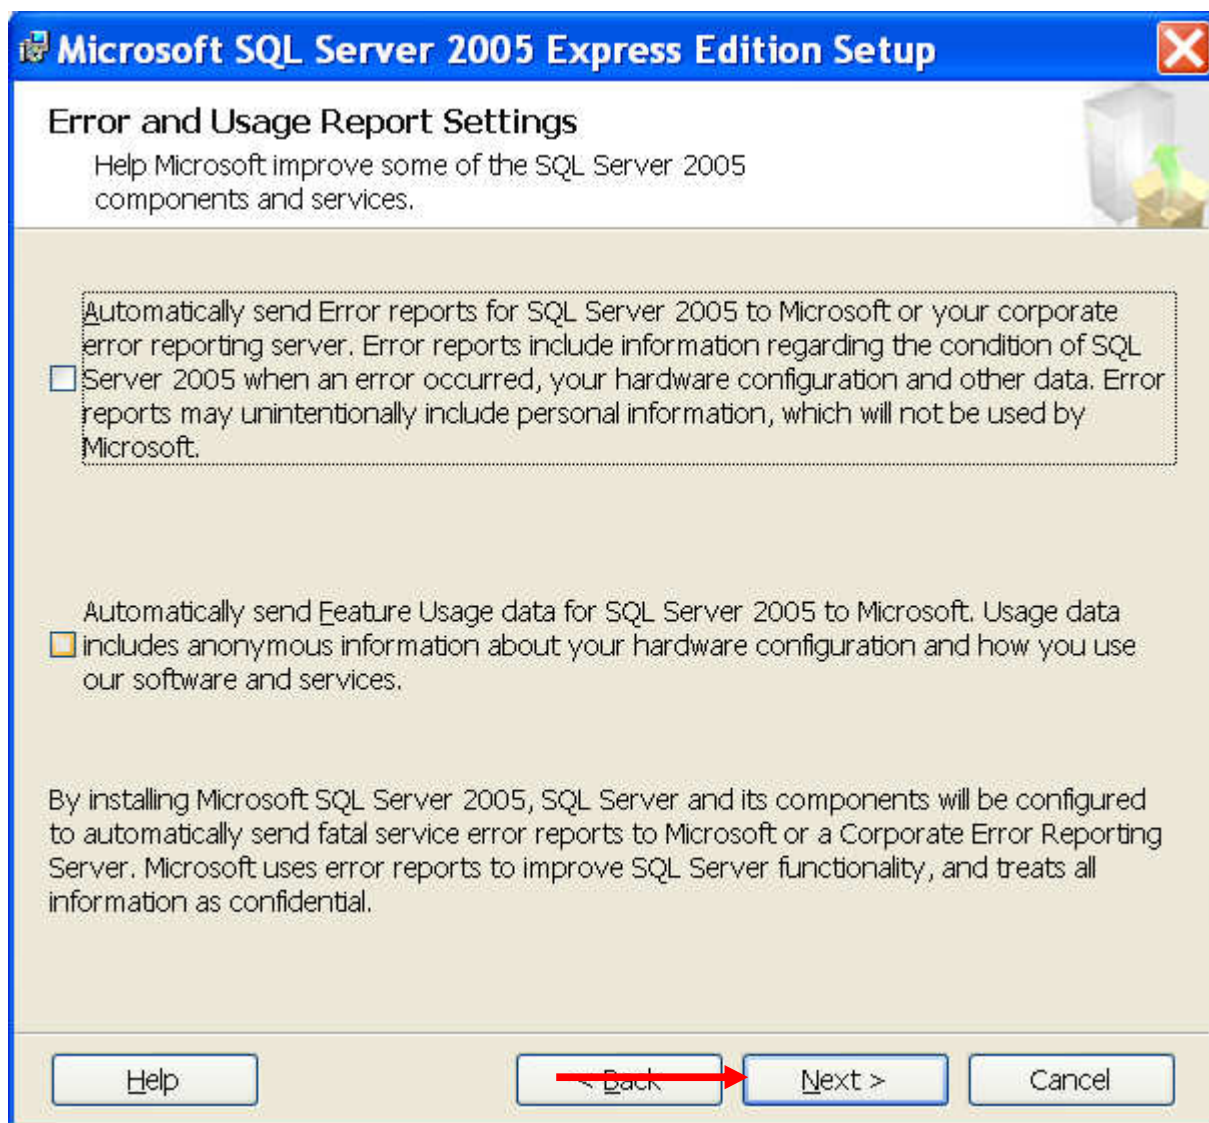 Microsoft SQL Server 2005 Express Edition Setup
Error and Usage Report Settings
Help Microsoft improve some of the SQL Server 2005
components and services.
Automatically send Error reports for SQL Server 2005 to Microsoft or your corporate
error reporting server. Error reports include information regarding the condition of SQL
Server 2005 when an error occurred, your hardware configuration and other data. Error
reports may unintentionally include personal information, which will not be used by
Microsoft.
Automatically send Feature Usage data for SQL Server 2005 to Microsoft. Usage data
includes anonymous information about your hardware configuration and how you use
our software and services.
By installing Microsoft SQL Server 2005, SQL Server and its components will be configured
to automatically send fatal service error reports to Microsoft or a Corporate Error Reporting
Server. Microsoft uses error reports to improve SQL Server functionality, and treats all
information as confidential.
Help < Back Next > Cancel